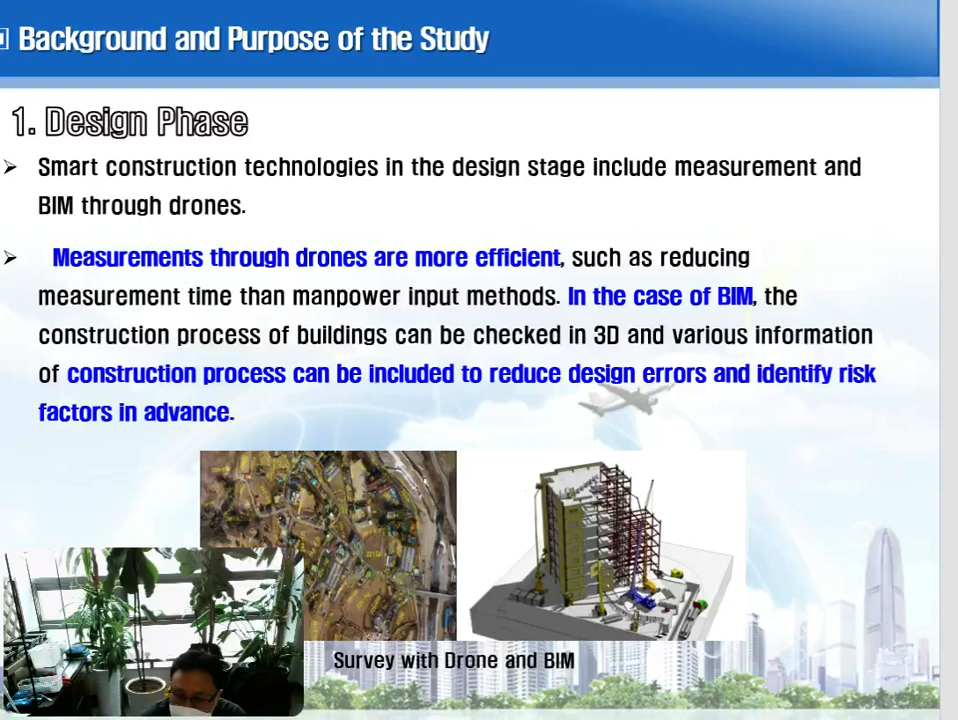 Background and Purpose of the Study
1. Design Phase
Smart construction technologies in the design stage include measurement and
BIM through drones.
Measurements through drones are more efficient, such as reducing
measurement time than manpower input methods. In the case of BIM, the
construction process of buildings can be checked in 3D and various information
of construction process can be included to reduce design errors and identify risk
factors in advance.
Survey with Drone and BIM